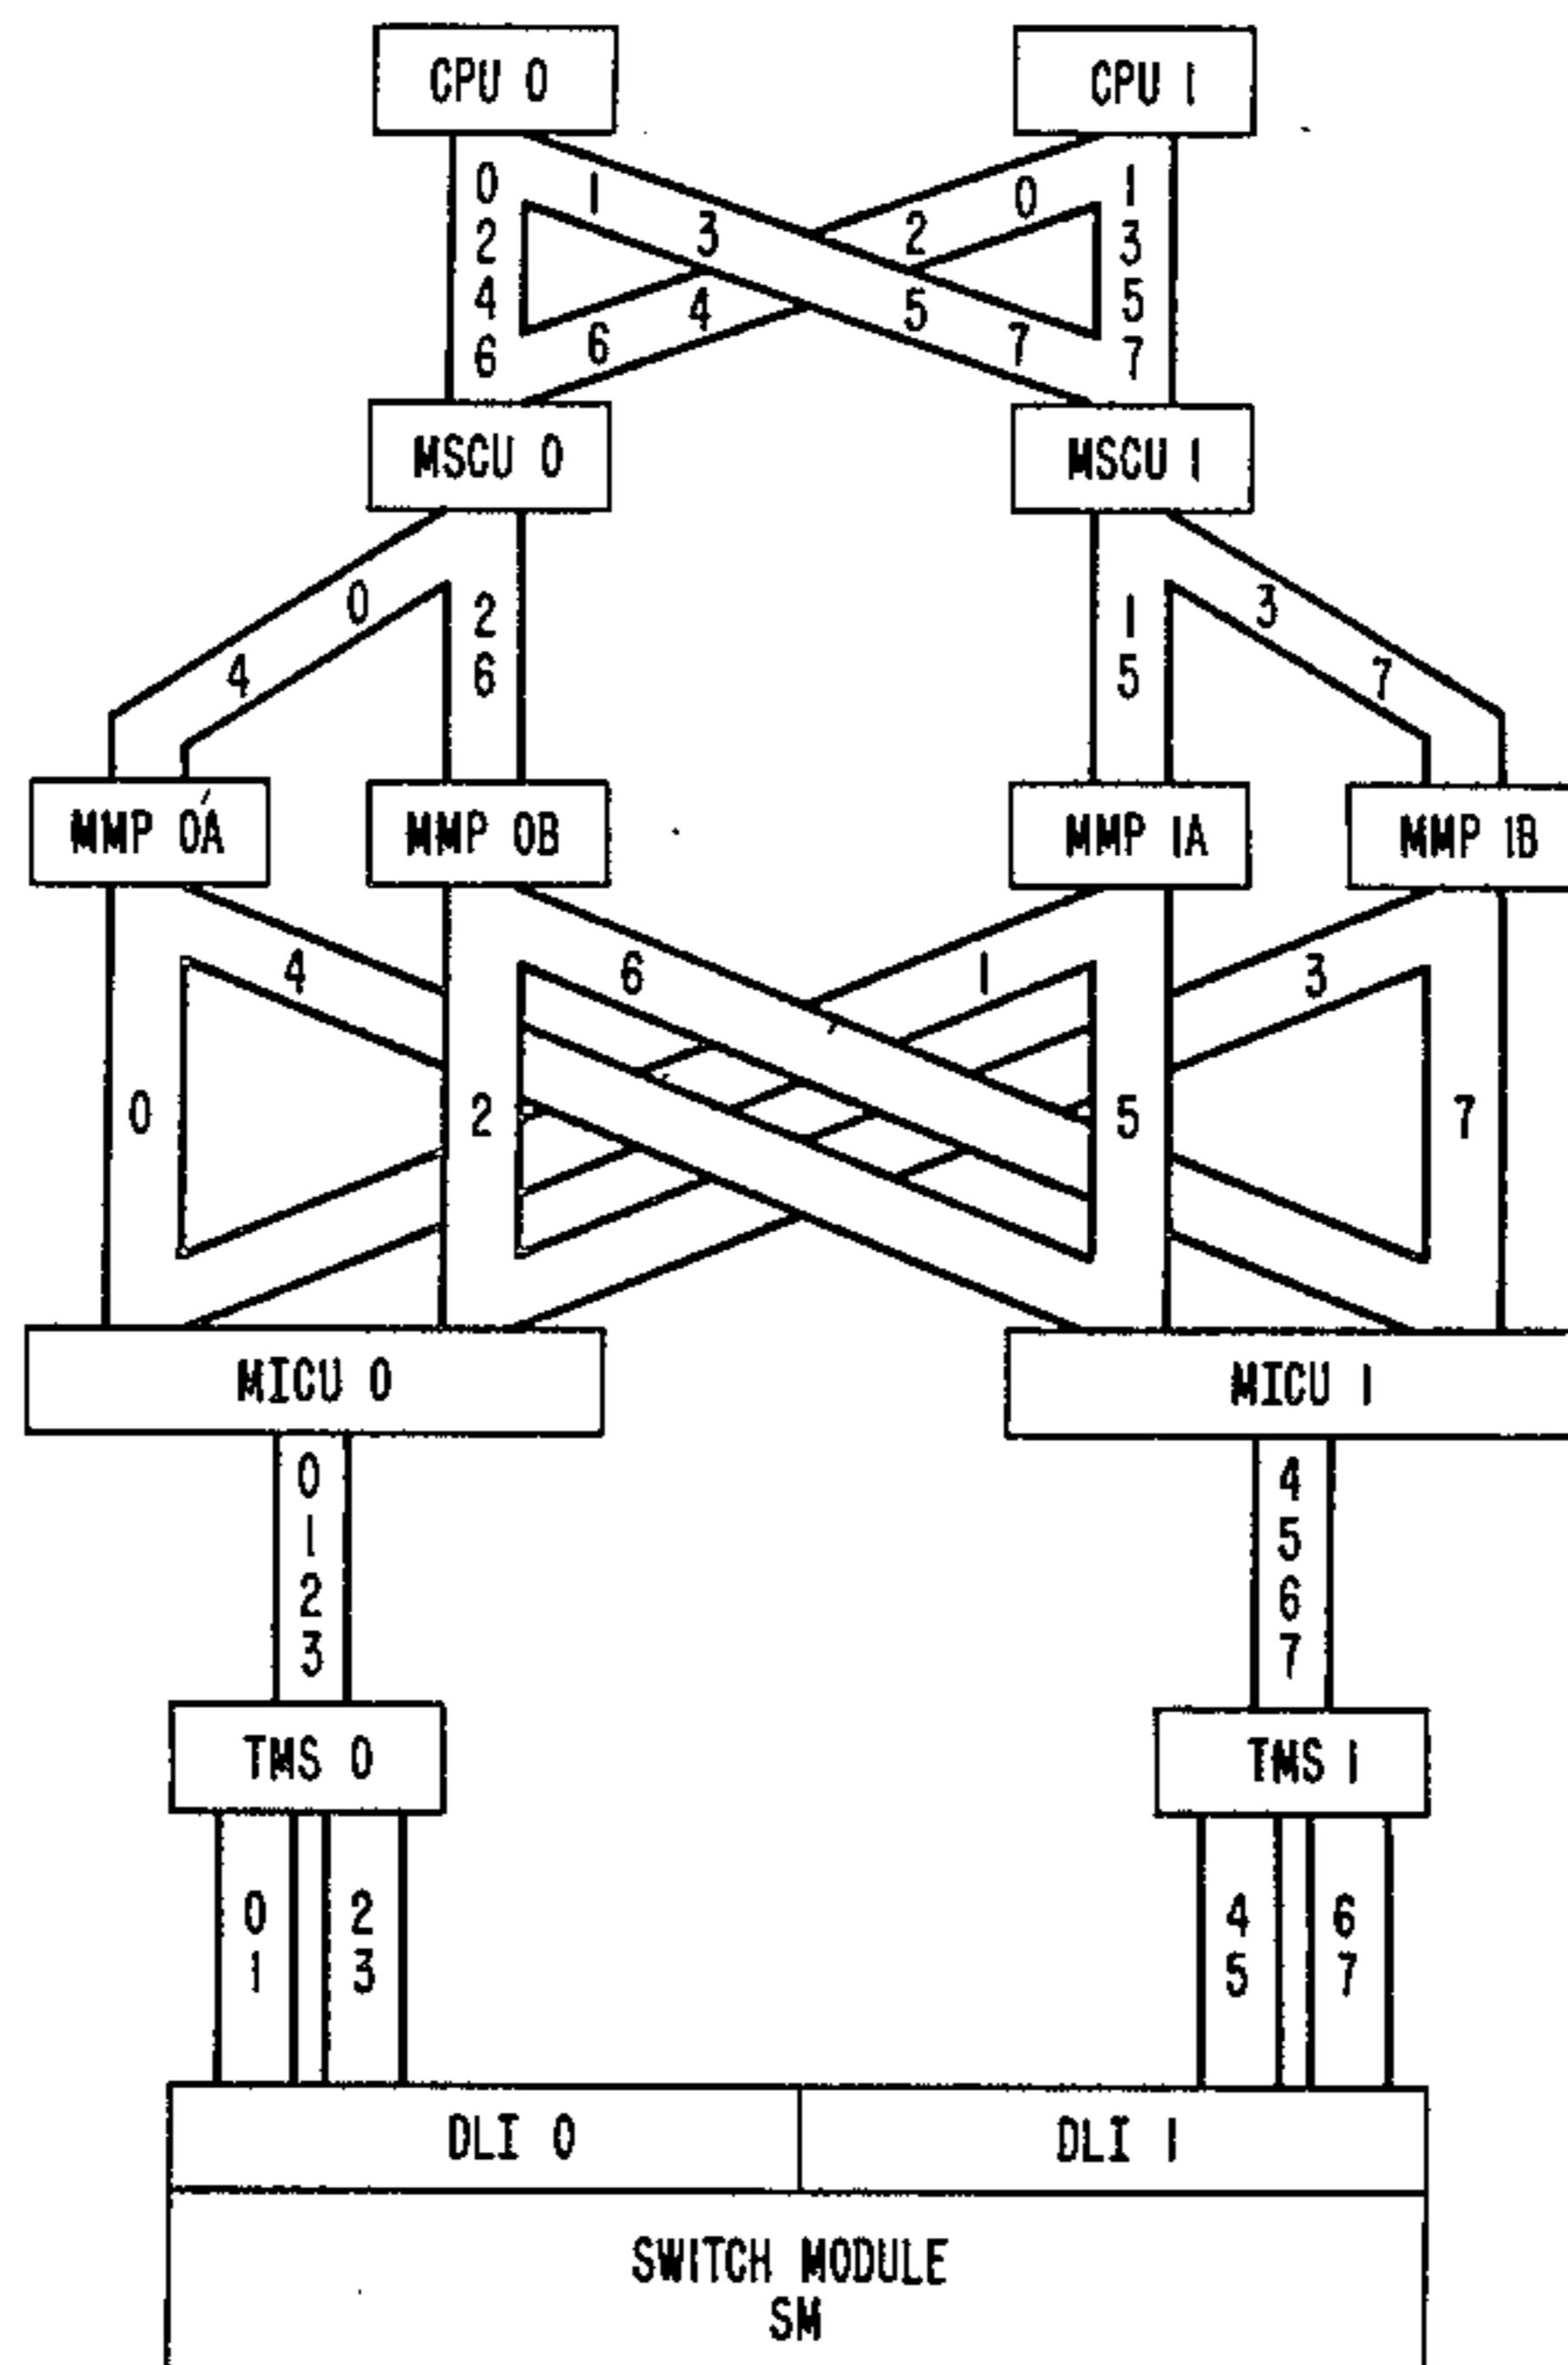 CPU 0
CPU 1
0 1 0 1
2 3 2 3
4 4 5 5
6 6 7 7
MSCU 0
MSCU 1
0 2 1 3
4 6 5 7
MMP 0A
MMP 0B
MMP 1A
MMP 1B
4 6 1 3
0 2 5 7
MICU 0
MICU 1
0 4
1 5
2 6
3 7
TMS 0
TMS 1
0 2 4 6
1 3 5 7
DLI 0
DLI 1
SWITCH MODULE
SM